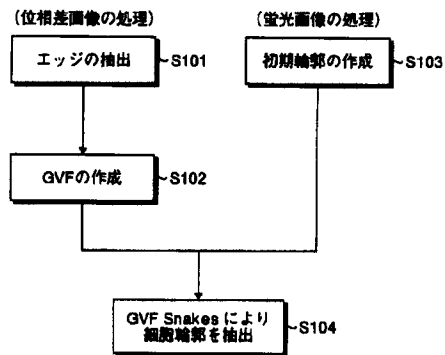 (位相差画像の処理)
(蛍光画像の処理)
エッジの抽出
S101
初期輪郭の作成
S103
GVFの作成
S102
GVF Snakes により
細胞輪郭を抽出
S104